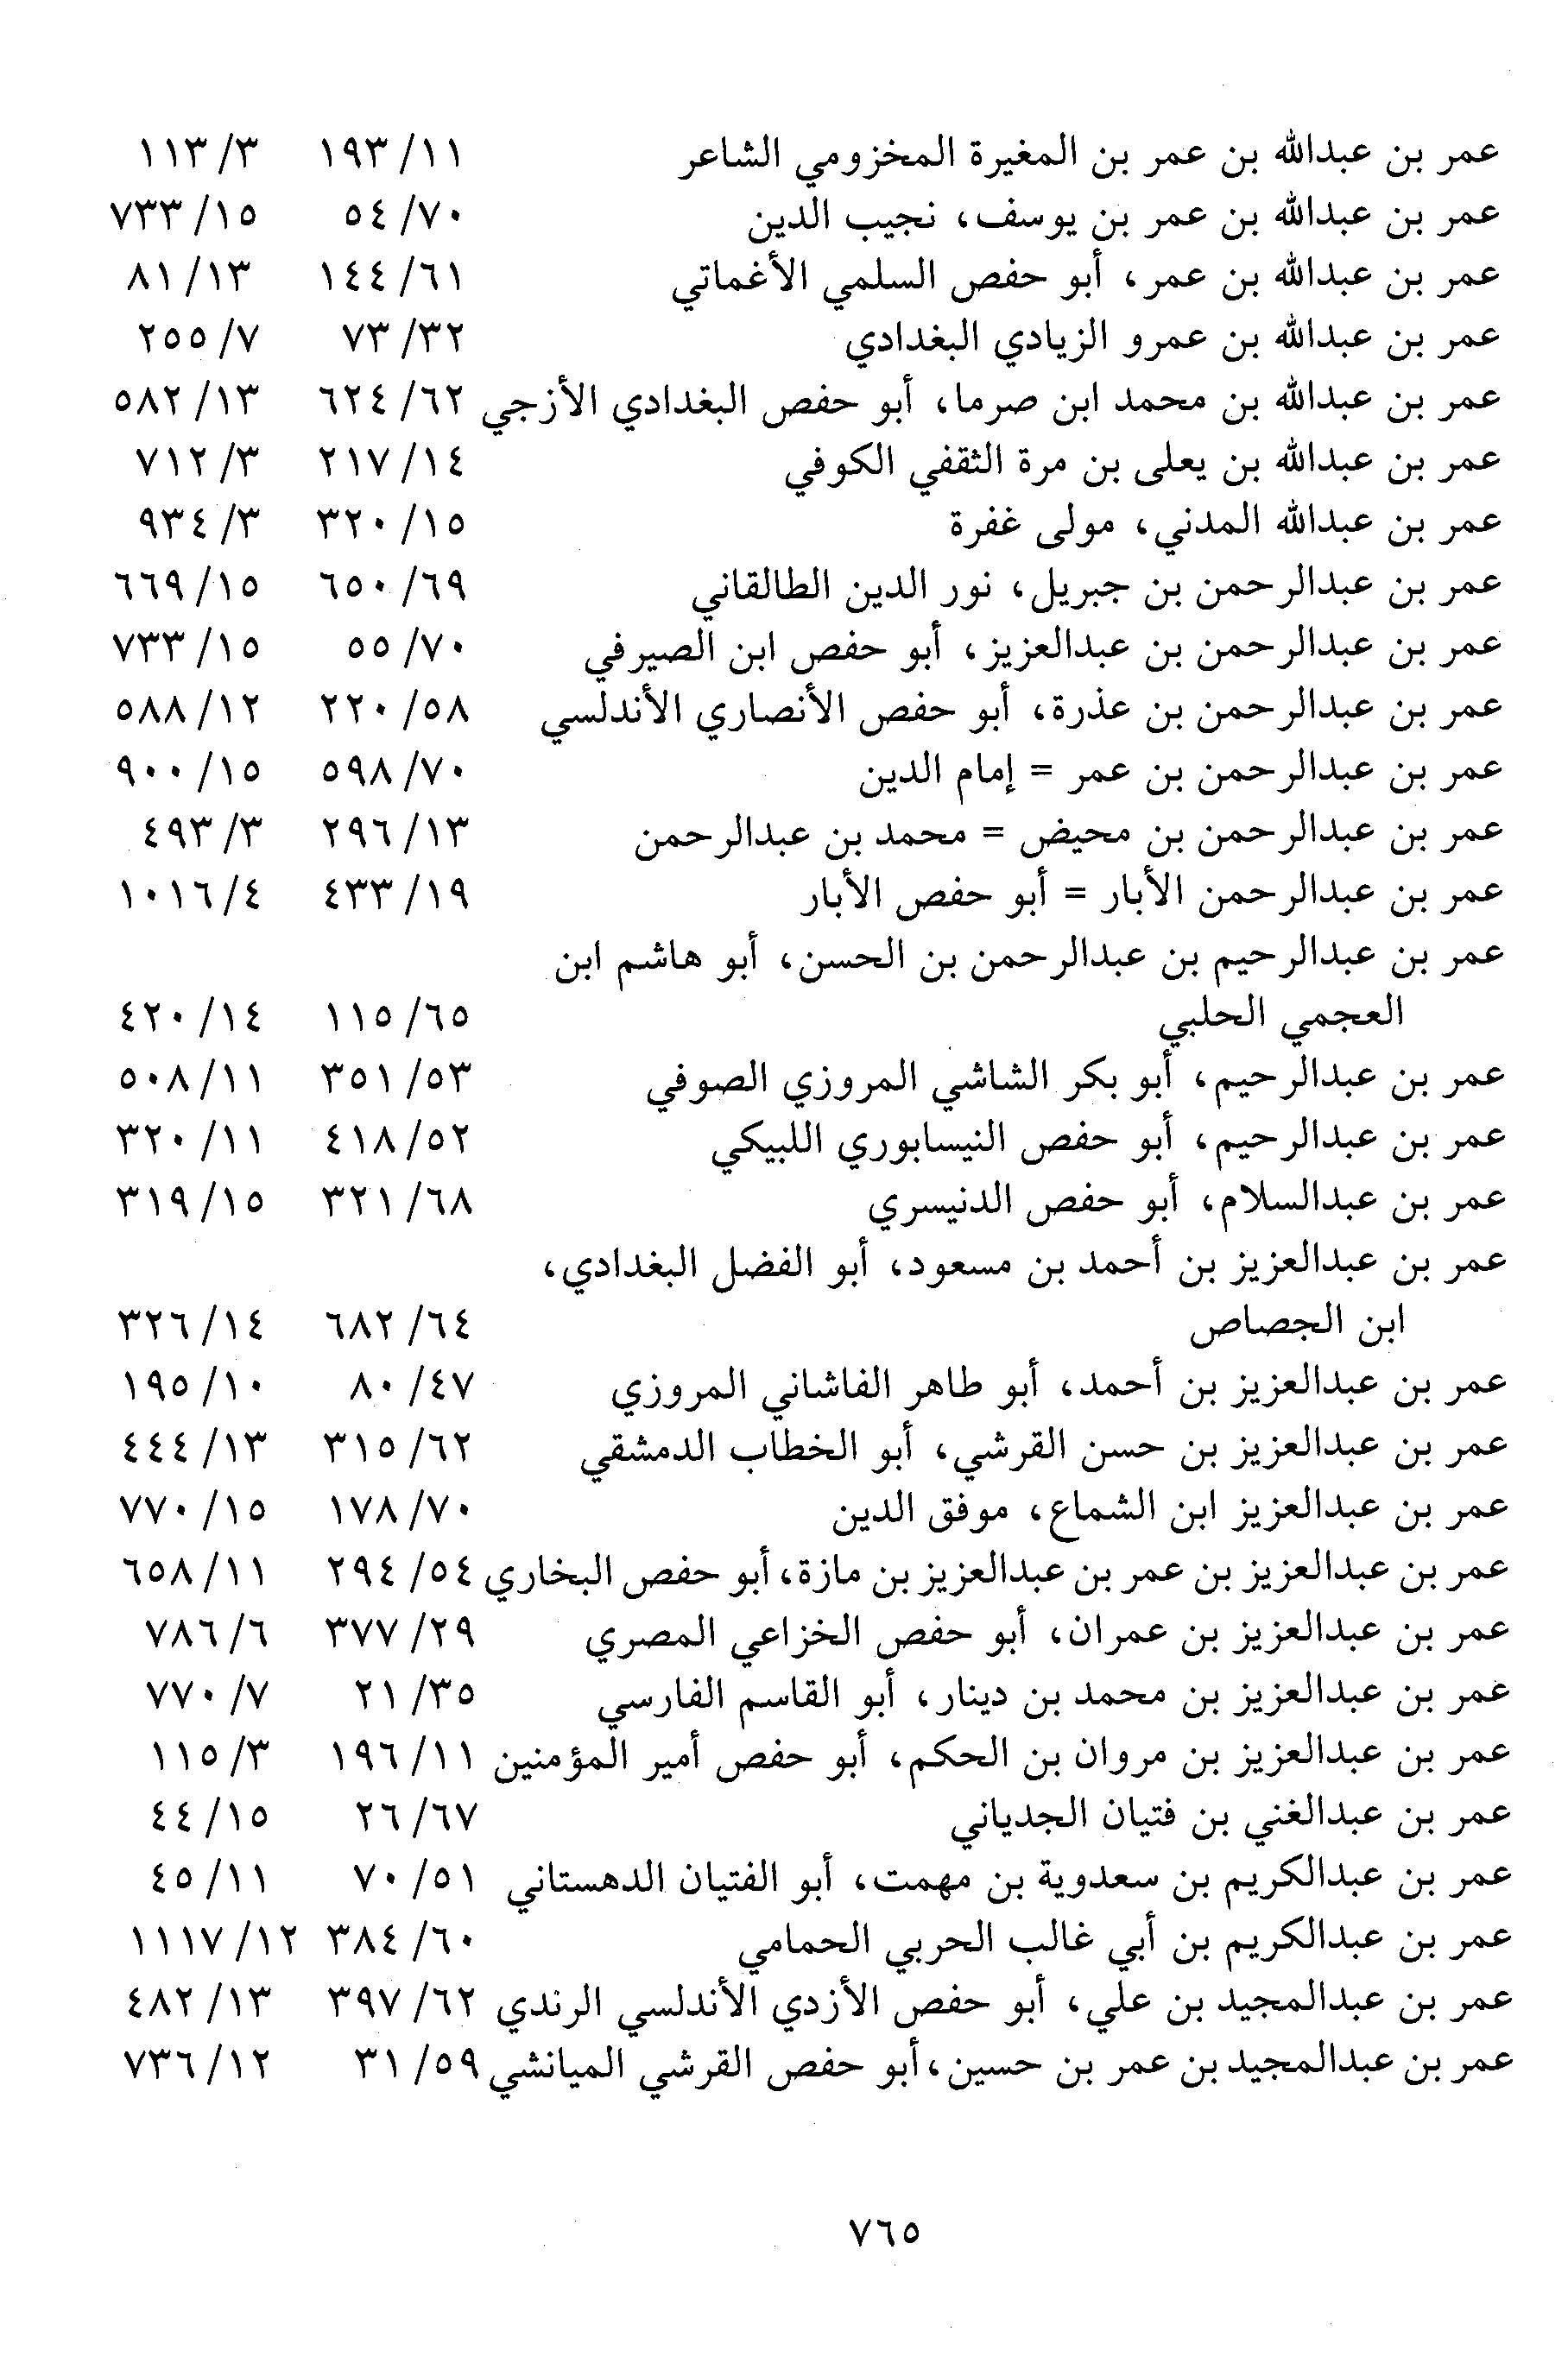 عمر بن عبدالله بن عمر بن المغيرة المخزومي الشاعر ١١/ ١٩٣ ٣/ ١١٣
عمر بن عبدالله بن عمر بن يوسف، نجيب الدين ٧٠/ ٥٤ ١٥/ ٧٣٣
عمر بن عبدالله بن عمر، أبو حفص السلمي الأغماتي ٦١/ ١٤٤ ١٣/ ٨١
عمر بن عبدالله بن عمرو الزيادي البغدادي ٣٢/ ٧٣ ٧/ ٢٥٥
عمر بن عبدالله بن محمد ابن صرما، أبو حفص البغدادي الأزجي ٦٢/ ٦٢٤ ١٣/ ٥٨٢
عمر بن عبدالله بن يعلى بن مرة الثقفي الكوفي ١٤/ ٢١٧ ٣/ ٧١٢
عمر بن عبدالله المدني، مولى غفرة ١٥/ ٣٢٠ ٣/ ٩٣٤
عمر بن عبدالرحمن بن جبريل، نور الدين الطالقاني ٦٩/ ٦٥٠ ١٥/ ٦٦٩
عمر بن عبدالرحمن بن عبدالعزيز، أبو حفص ابن الصيرفي ٧٠/ ٥٥ ١٥/ ٧٣٣
عمر بن عبدالرحمن بن عذرة، أبو حفص الأنصاري الأندلسي ٥٨/ ٢٢٠ ١٢/ ٥٨٨
عمر بن عبدالرحمن بن عمر = إمام الدين ٧٠/ ٥٩٨ ١٥/ ٩٠٠
عمر بن عبدالرحمن بن محيض = محمد بن عبدالرحمن ١٣/ ٢٩٦ ٣/ ٤٩٣
عمر بن عبدالرحمن الأبار = أبو حفص الأبار ١٩/ ٤٣٣ ٤/ ١٠١٦
عمر بن عبدالرحيم بن عبدالرحمن بن الحسن، أبو هاشم ابن
العجمي الحلبي ٦٥/ ١١٥ ١٤/ ٤٢٠
عمر بن عبدالرحيم، أبو بكر الشاشي المروزي الصوفي ٥٣/ ٣٥١ ١١/ ٥٠٨
عمر بن عبدالرحيم، أبو حفص النيسابوري اللبيكي ٥٢/ ٤١٨ ١١/ ٣٢٠
عمر بن عبدالسلام، أبو حفص الدنيسري ٦٨/ ٣٢١ ١٥/ ٣١٩
عمر بن عبدالعزيز بن أحمد بن مسعود، أبو الفضل البغدادي،
ابن الجصاص ٦٤/ ٦٨٢ ١٤/ ٣٢٦
عمر بن عبدالعزيز بن أحمد، أبو طاهر الفاشاني المروزي ٤٧/ ٨٠ ١٠/ ١٩٥
عمر بن عبدالعزيز بن حسن القرشي، أبو الخطاب الدمشقي ٦٢/ ٣١٥ ١٣/ ٤٤٤
عمر بن عبدالعزيز ابن الشماع، موفق الدين ٧٠/ ١٧٨ ١٥/ ٧٧٠
عمر بن عبدالعزيز بن عمر بن عبدالعزيز بن مازة، أبو حفص البخاري ٥٤/ ٢٩٤ ١١/ ٦٥٨
عمر بن عبدالعزيز بن عمران، أبو حفص الخزاعي المصري ٢٩/ ٣٧٧ ٦/ ٧٨٦
عمر بن عبدالعزيز بن محمد بن دينار، أبو القاسم الفارسي ٣٥/ ٢١ ٧/ ٧٧٠
عمر بن عبدالعزيز بن مروان بن الحكم، أبو حفص أمير المؤمنين ١١/ ١٩٦ ٣/ ١١٥
عمر بن عبدالغني بن فتيان الجدياني ٦٧/ ٢٦ ١٥/ ٤٤
عمر بن عبدالكريم بن سعدوية بن مهمت، أبو الفتيان الدهستاني ٥١/ ٧٠ ١١/ ٤٥
عمر بن عبدالكريم بن أبي غالب الحربي الحمامي ٦٠/ ٣٨٤ ١٢/ ١١١٧
عمر بن عبدالمجيد بن علي، أبو حفص الأزدي الأندلسي الرندي ٦٢/ ٣٩٧ ١٣/ ٤٨٢
عمر بن عبدالمجيد بن عمر بن حسين، أبو حفص القرشي الميانشي ٥٩/ ٣١ ١٢/ ٧٣٦
٧٦٥